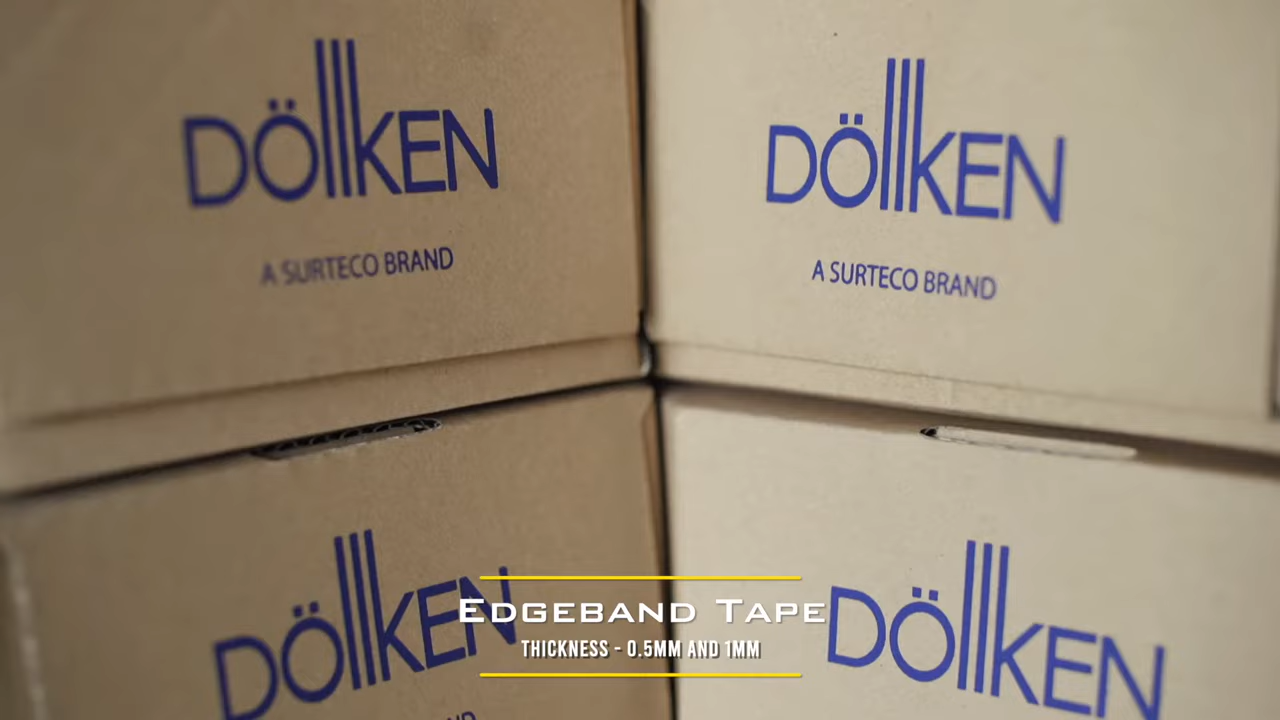 DÖllKEN
A SURTECO BRAND
DÖllKEN
A SURTECO BRAND
DÖllKEN
DÖllKEN
EDGEBAND TAPE
THICKNESS - 0.5MM AND 1MM